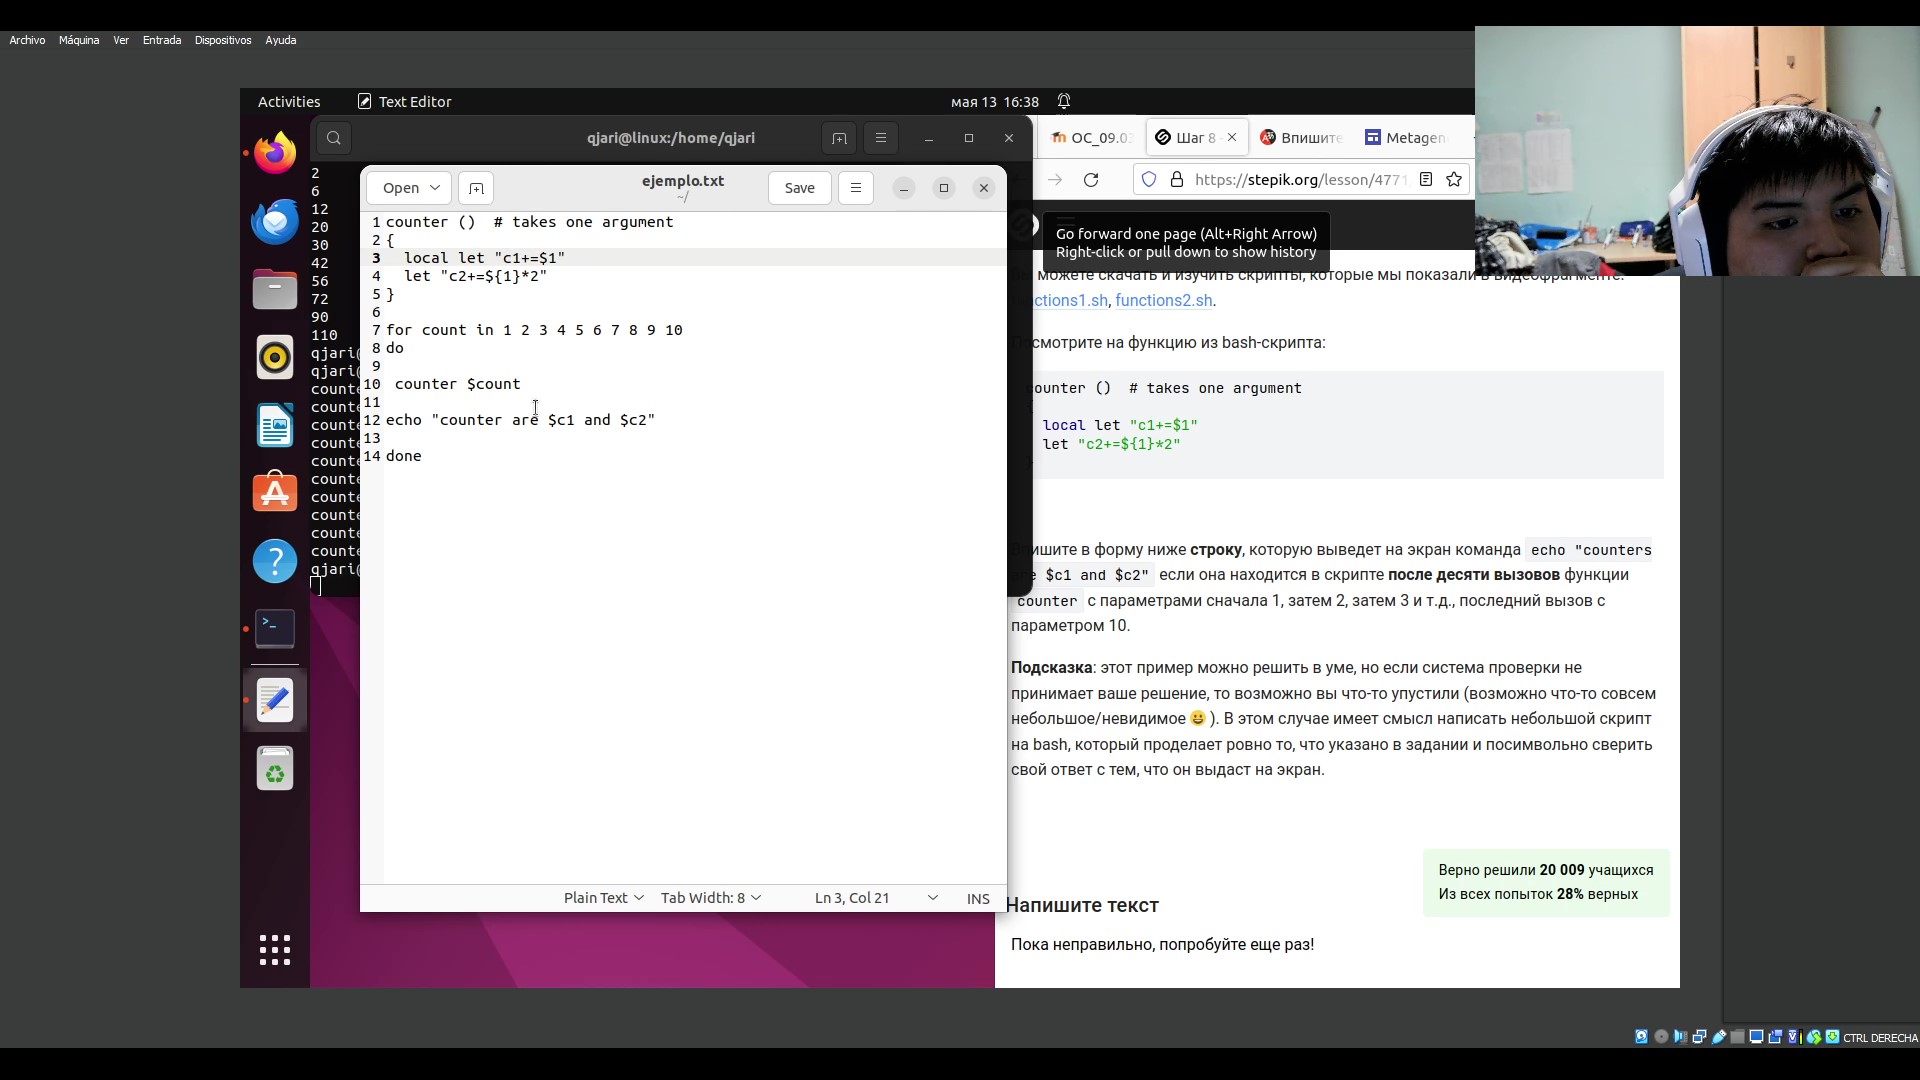 Archivo Máquina Ver Entrada Dispositivos Ayuda
Activities Text Editor мая 13 16:38
qjari@linux:/home/qjari
ОС_09.0 Шаг 8 Впишите Metagen
https://stepik.org/lesson/4771
2
6
12
20
30
42
56
72
90
110
qjari@
qjari@
counte
counte
counte
counte
counte
counte
counte
counte
counte
counte
qjari@
Open ejemplo.txt Save
~/
1 counter () # takes one argument
2 {
3 local let "c1+=$1"
4 let "c2+=${1}*2"
5 }
6
7 for count in 1 2 3 4 5 6 7 8 9 10
8 do
9
10 counter $count
11
12 echo "counter are $c1 and $c2"
13
14 done
Plain Text Tab Width: 8 Ln 3, Col 21 INS
Go forward one page (Alt+Right Arrow)
Right-click or pull down to show history
можете скачать и изучить скрипты, которые мы показали в видеофрагменте:
ctions1.sh, functions2.sh.
смотрите на функцию из bash-скрипта:
ounter () # takes one argument
local let "c1+=$1"
let "c2+=${1}*2"
ишите в форму ниже строку, которую выведет на экран команда echo "counters
e $c1 and $c2" если она находится в скрипте после десяти вызовов функции
counter с параметрами сначала 1, затем 2, затем 3 и т.д., последний вызов с
параметром 10.
Подсказка: этот пример можно решить в уме, но если система проверки не
принимает ваше решение, то возможно вы что-то упустили (возможно что-то совсем
небольшое/невидимое 😀 ). В этом случае имеет смысл написать небольшой скрипт
на bash, который проделает ровно то, что указано в задании и посимвольно сверить
свой ответ с тем, что он выдаст на экран.
Верно решили 20 009 учащихся
Из всех попыток 28% верных
Напишите текст
Пока неправильно, попробуйте еще раз!
CTRL DERECHA